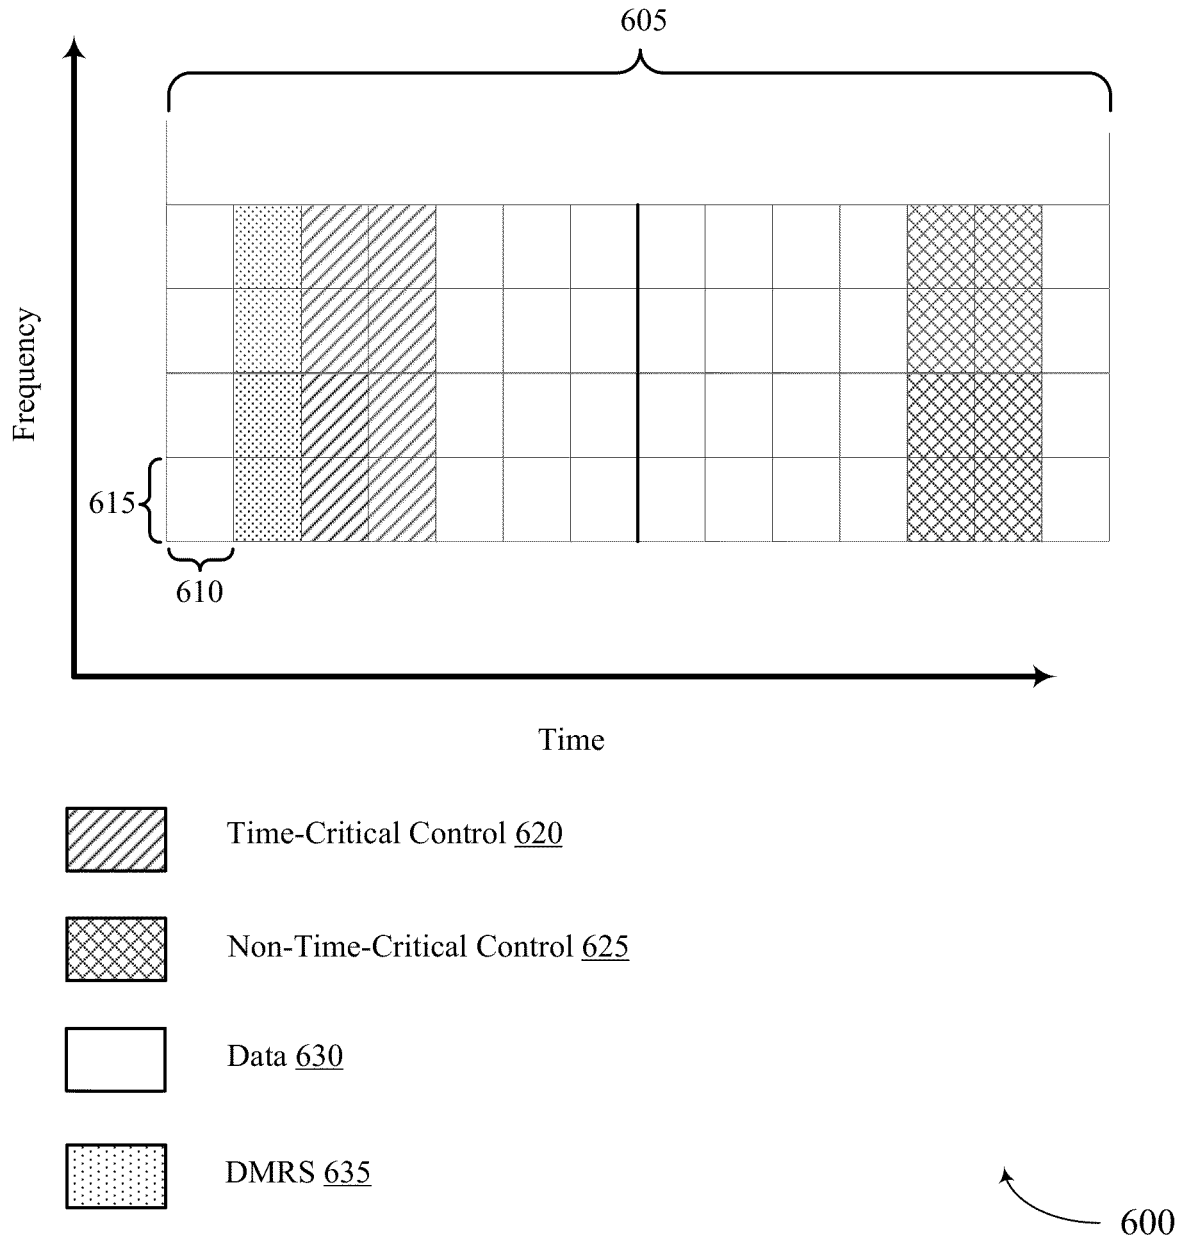 605
Frequency
615
610
Time
Time-Critical Control 620
Non-Time-Critical Control 625
Data 630
DMRS 635
600